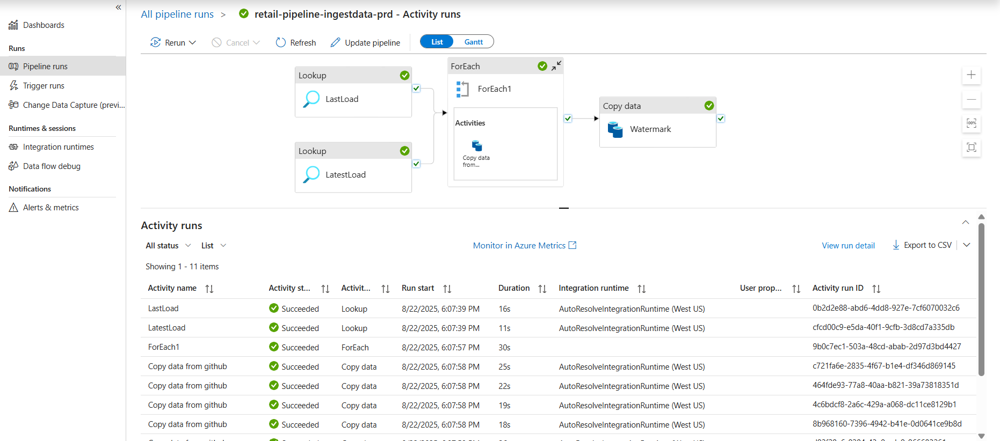 «
Dashboards
Runs
Pipeline runs
Trigger runs
Change Data Capture (previ...
Runtimes & sessions
Integration runtimes
Data flow debug
Notifications
Alerts & metrics
All pipeline runs > retail-pipeline-ingestdata-prd - Activity runs
Rerun Cancel Refresh Update pipeline List Gantt
Lookup
LastLoad
Lookup
LatestLoad
ForEach
ForEach1
Activities
Copy data
from...
Copy data
Watermark
100%
Activity runs
All status List Monitor in Azure Metrics View run detail Export to CSV
Showing 1 - 11 items
Activity name Activity st... Activit... Run start Duration Integration runtime User prop... Activity run ID
LastLoad Succeeded Lookup 8/22/2025, 6:07:39 PM 16s AutoResolveIntegrationRuntime (West US) 0b2d2e88-abd6-4dd8-927e-7cf6070032c6
LatestLoad Succeeded Lookup 8/22/2025, 6:07:39 PM 11s AutoResolveIntegrationRuntime (West US) cfcd00c9-e5da-40f1-9cfb-3d8cd7a335db
ForEach1 Succeeded ForEach 8/22/2025, 6:07:57 PM 30s 9b0c7ec1-503a-48cd-abab-2d97d3bd4427
Copy data from github Succeeded Copy data 8/22/2025, 6:07:58 PM 25s AutoResolveIntegrationRuntime (West US) c721fa6e-2835-4f67-b1e4-df346d869145
Copy data from github Succeeded Copy data 8/22/2025, 6:07:58 PM 22s AutoResolveIntegrationRuntime (West US) 464fde93-77a8-40aa-b821-39a73818351d
Copy data from github Succeeded Copy data 8/22/2025, 6:07:58 PM 19s AutoResolveIntegrationRuntime (West US) 4c6bdcf8-2a6c-429a-a068-dc11ce8129b1
Copy data from github Succeeded Copy data 8/22/2025, 6:07:58 PM 18s AutoResolveIntegrationRuntime (West US) 8b968160-7396-4942-b41e-0d0641ce9b8d